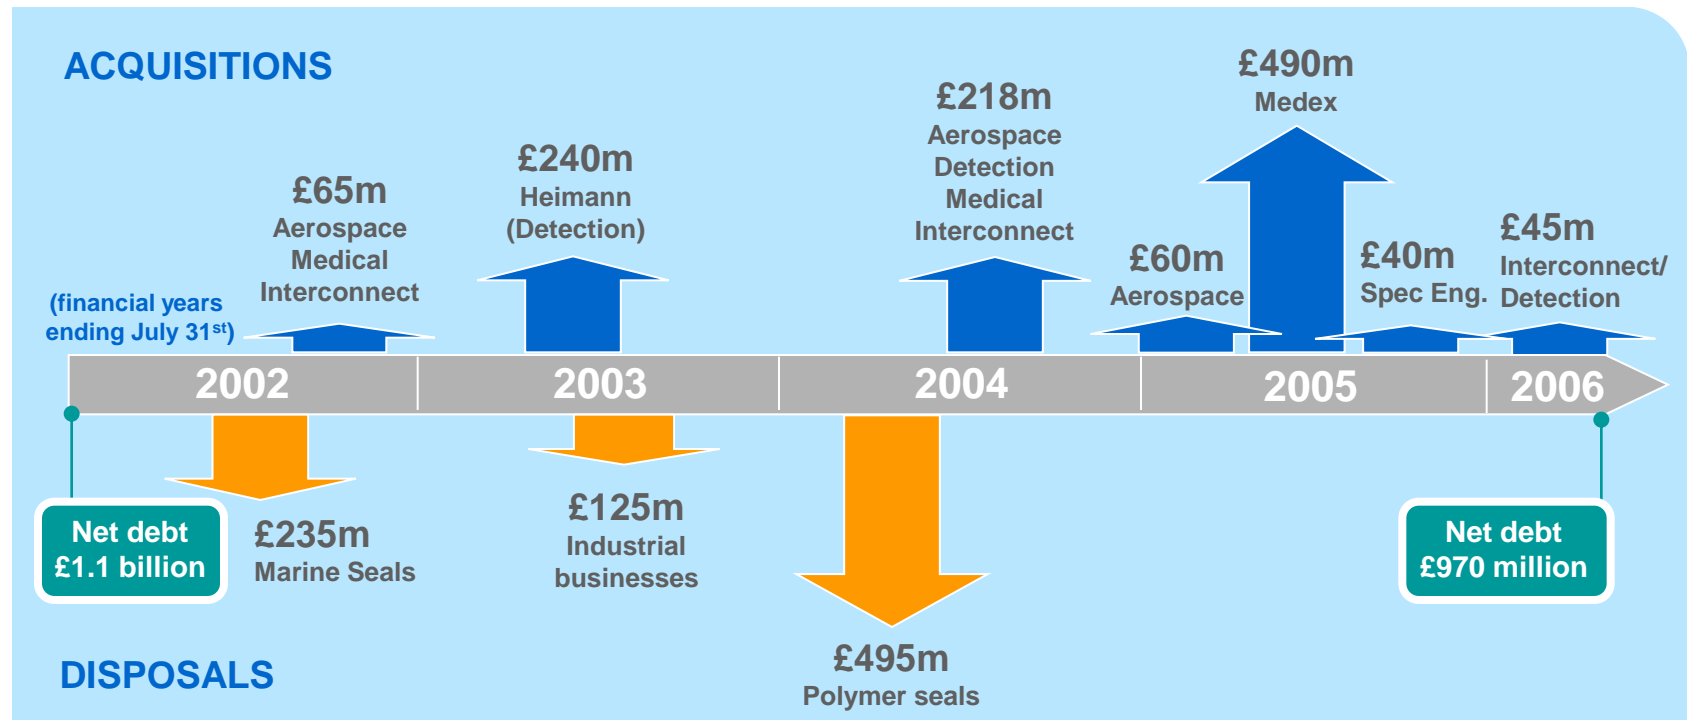 ACQUISITIONS
£65m
Aerospace
Medical
Interconnect
£240m
Heimann
(Detection)
£218m
Aerospace
Detection
Medical
Interconnect
£60m
Aerospace
£490m
Medex
£40m
Spec Eng.
£45m
Interconnect/
Detection
(financial years
ending July 31st)
2002
2003
2004
2005
2006
Net debt
£1.1 billion
£235m
Marine Seals
£125m
Industrial
businesses
£495m
Polymer seals
Net debt
£970 million
DISPOSALS